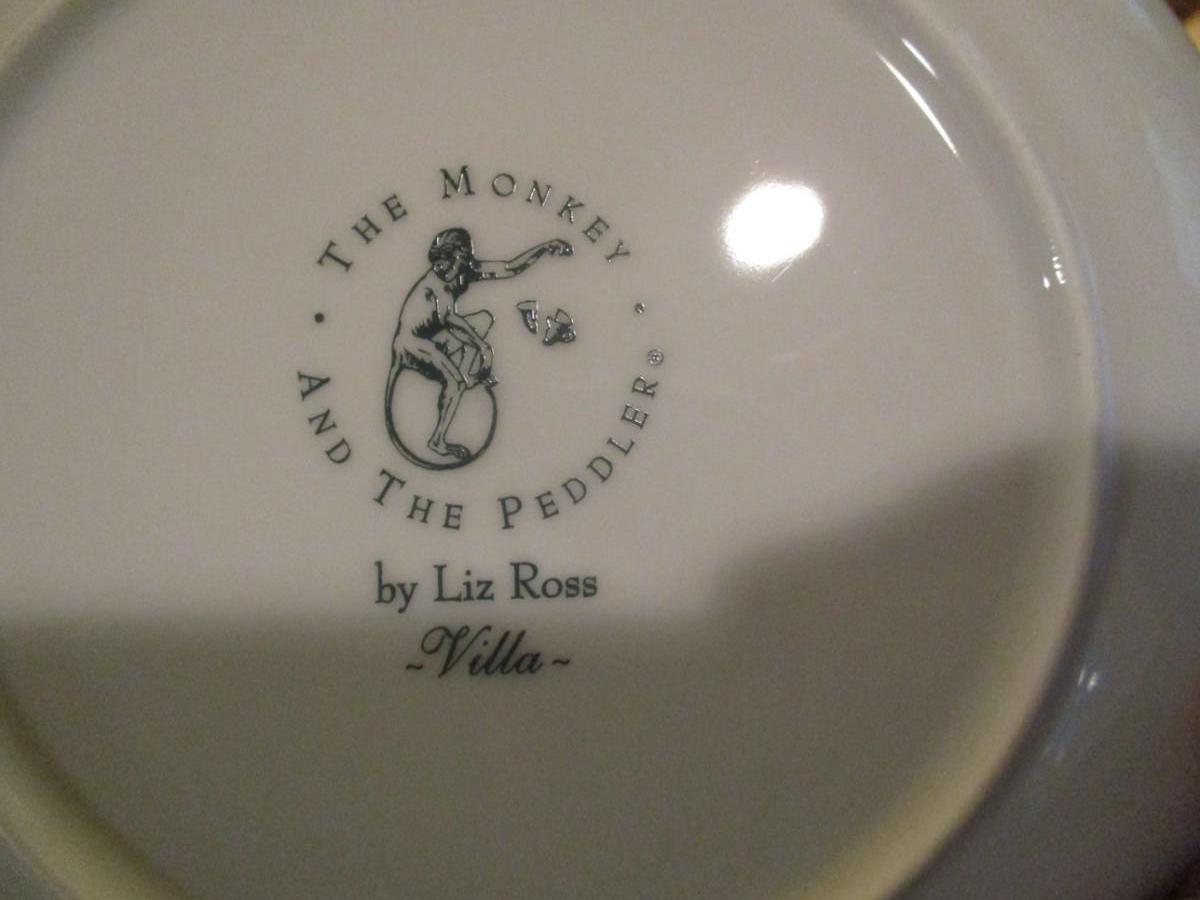 The Monkey
And The Peddler®
by Liz Ross
~Villa~